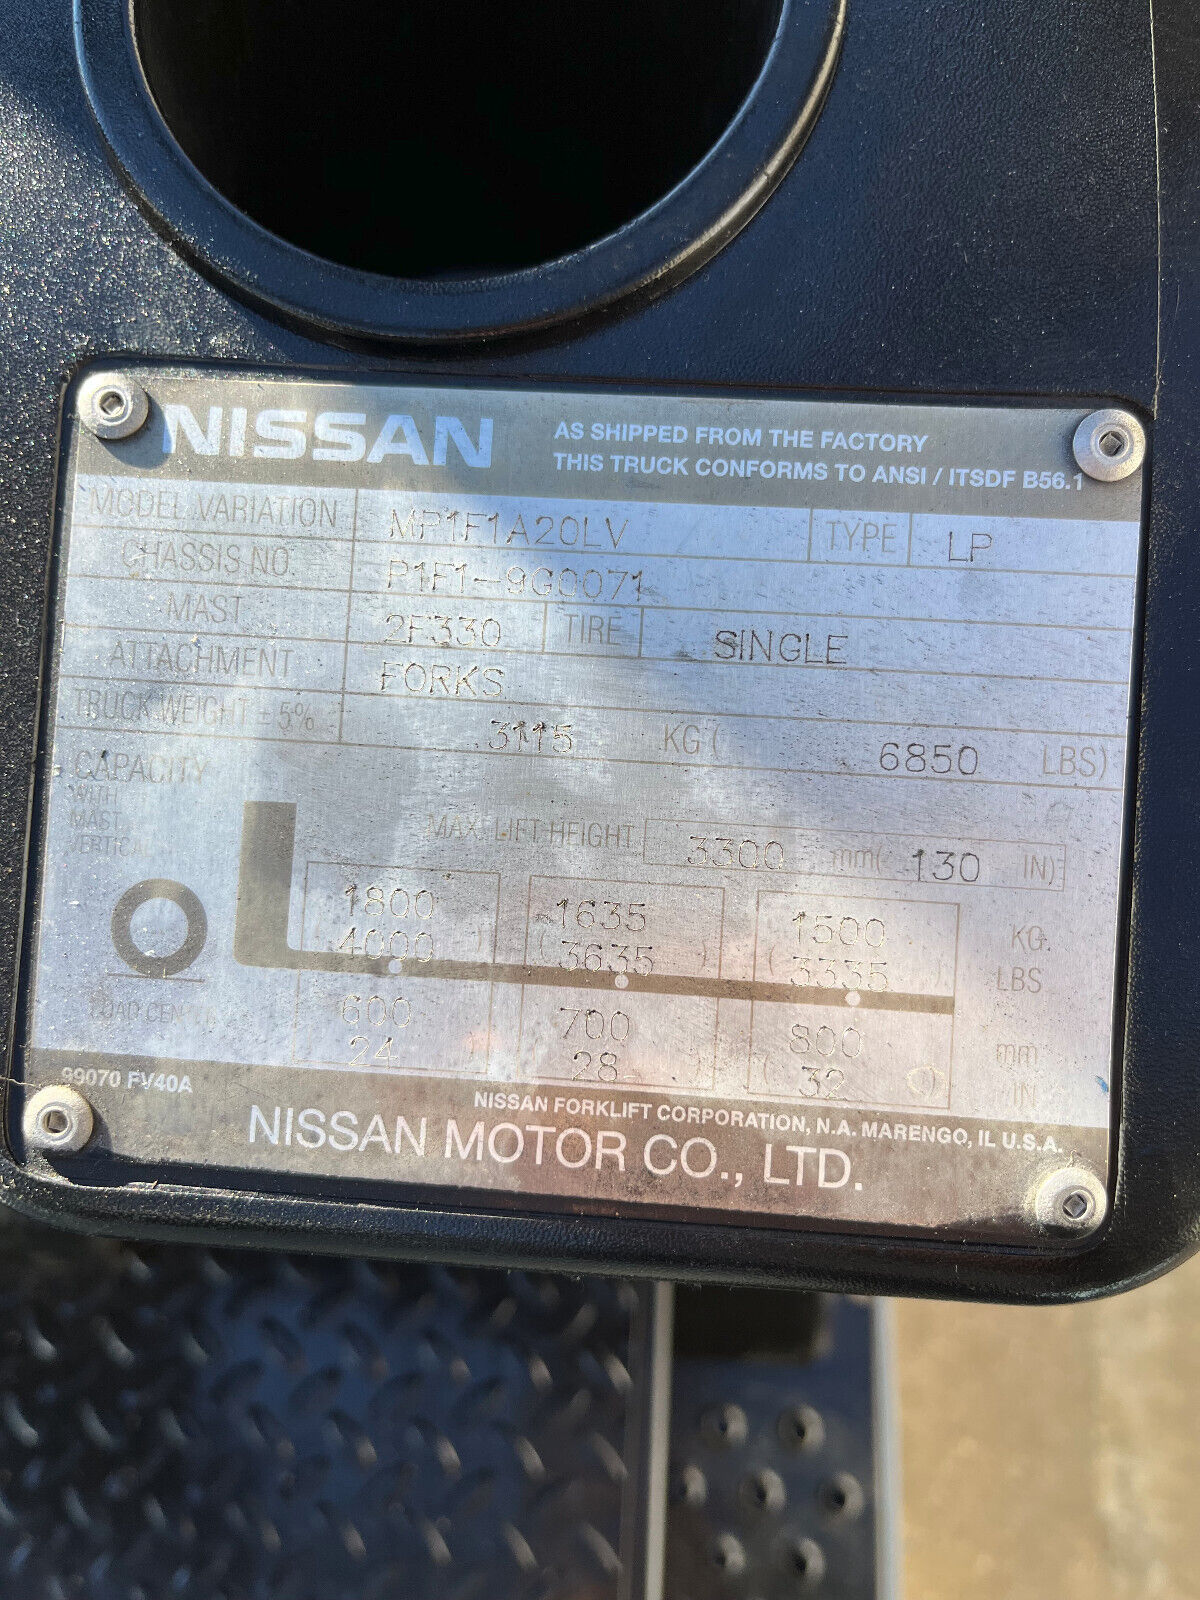 NISSAN
AS SHIPPED FROM THE FACTORY
THIS TRUCK CONFORMS TO ANSI / ITSDF B56.1
MODEL VARIATION MP1F1A20LV TYPE LP
CHASSIS NO. P1F1-9G0071
MAST 2F330 TIRE SINGLE
ATTACHMENT FORKS
TRUCK WEIGHT ± 5% 3115 KG ( 6850 LBS)
CAPACITY
WITH
MAST
VERTICAL
MAX. LIFT HEIGHT 3300 mm( 130 IN)
1800 1635 1500 KG.
( 4000 ) ( 3635 ) ( 3335 ) LBS
LOAD CENTER 600 700 800 mm
24 28 ( 32 ) IN.
99070 FV40A
NISSAN FORKLIFT CORPORATION, N.A. MARENGO, IL U.S.A.
NISSAN MOTOR CO., LTD.